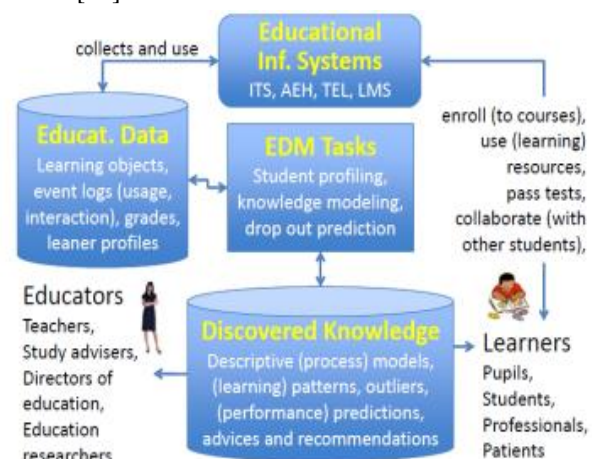 collects and use
Educational
Inf. Systems
ITS, AEH, TEL, LMS
Educat. Data
Learning objects,
event logs (usage,
interaction), grades,
leaner profiles
EDM Tasks
Student profiling,
knowledge modeling,
drop out prediction
enroll (to courses),
use (learning)
resources,
pass tests,
collaborate (with
other students),
Educators
Teachers,
Study advisers,
Directors of
education,
Education
researchers
Discovered Knowledge
Descriptive (process) models,
(learning) patterns, outliers,
(performance) predictions,
advices and recommendations
Learners
Pupils,
Students,
Professionals,
Patients